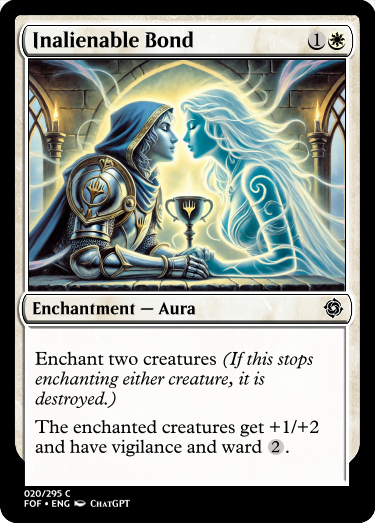 Inalienable Bond 1
Enchantment — Aura
Enchant two creatures (If this stops
enchanting either creature, it is
destroyed.)
The enchanted creatures get +1/+2
and have vigilance and ward 2.
020/295 C
FOF • ENG ChatGPT